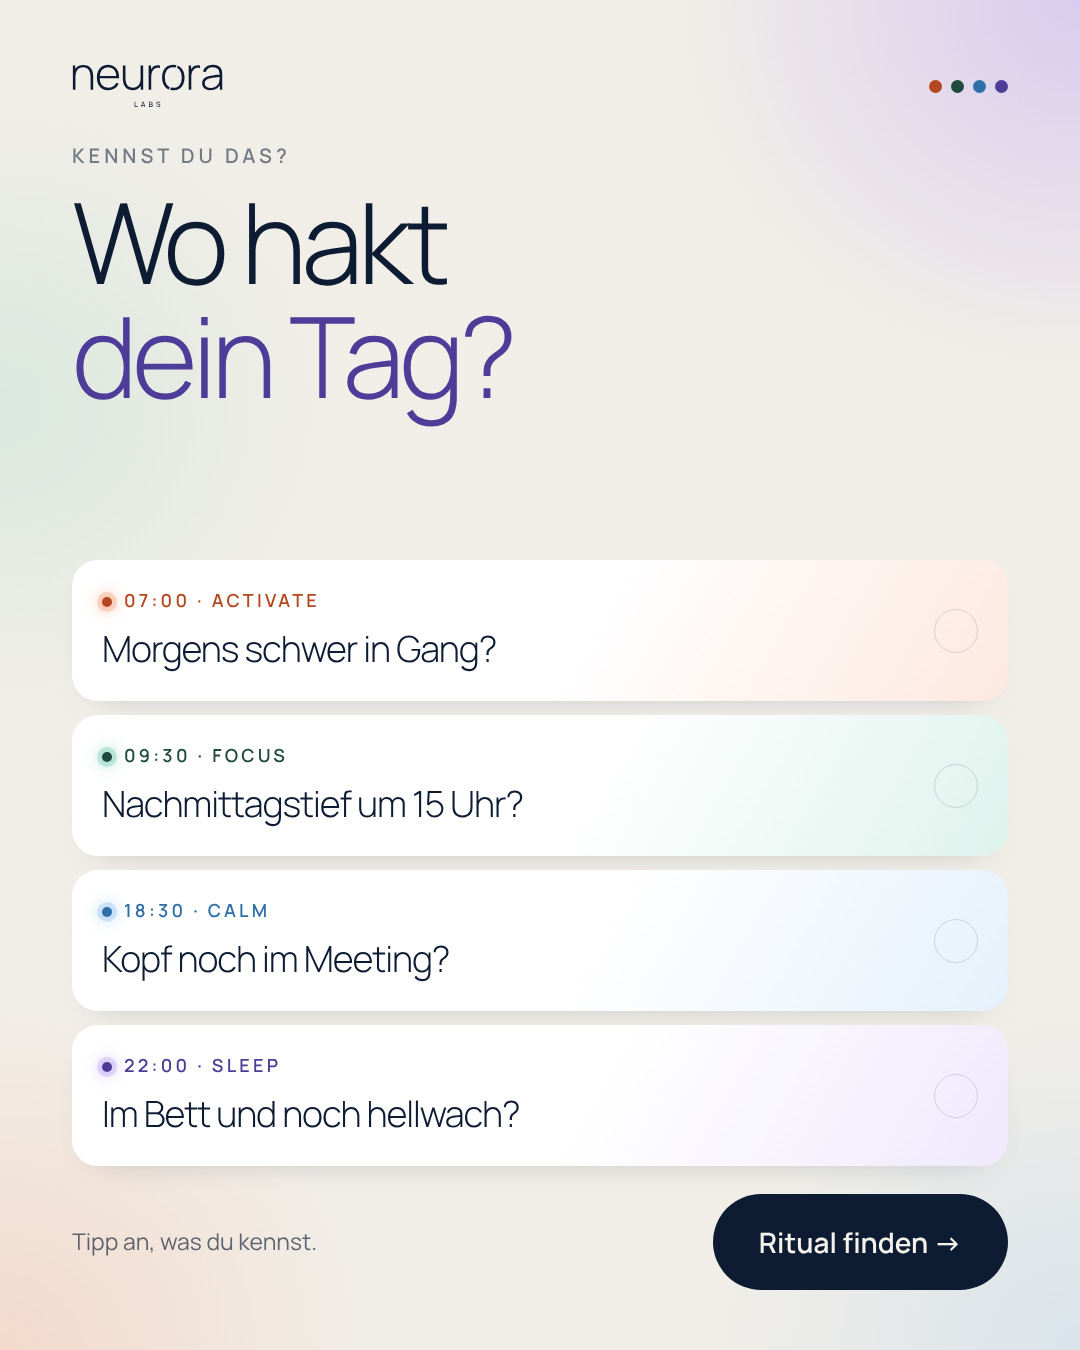 neurora
LABS
KENNST DU DAS?
Wo hakt
dein Tag?
07:00 · ACTIVATE
Morgens schwer in Gang?
09:30 · FOCUS
Nachmittagstief um 15 Uhr?
18:30 · CALM
Kopf noch im Meeting?
22:00 · SLEEP
Im Bett und noch hellwach?
Tipp an, was du kennst.
Ritual finden →